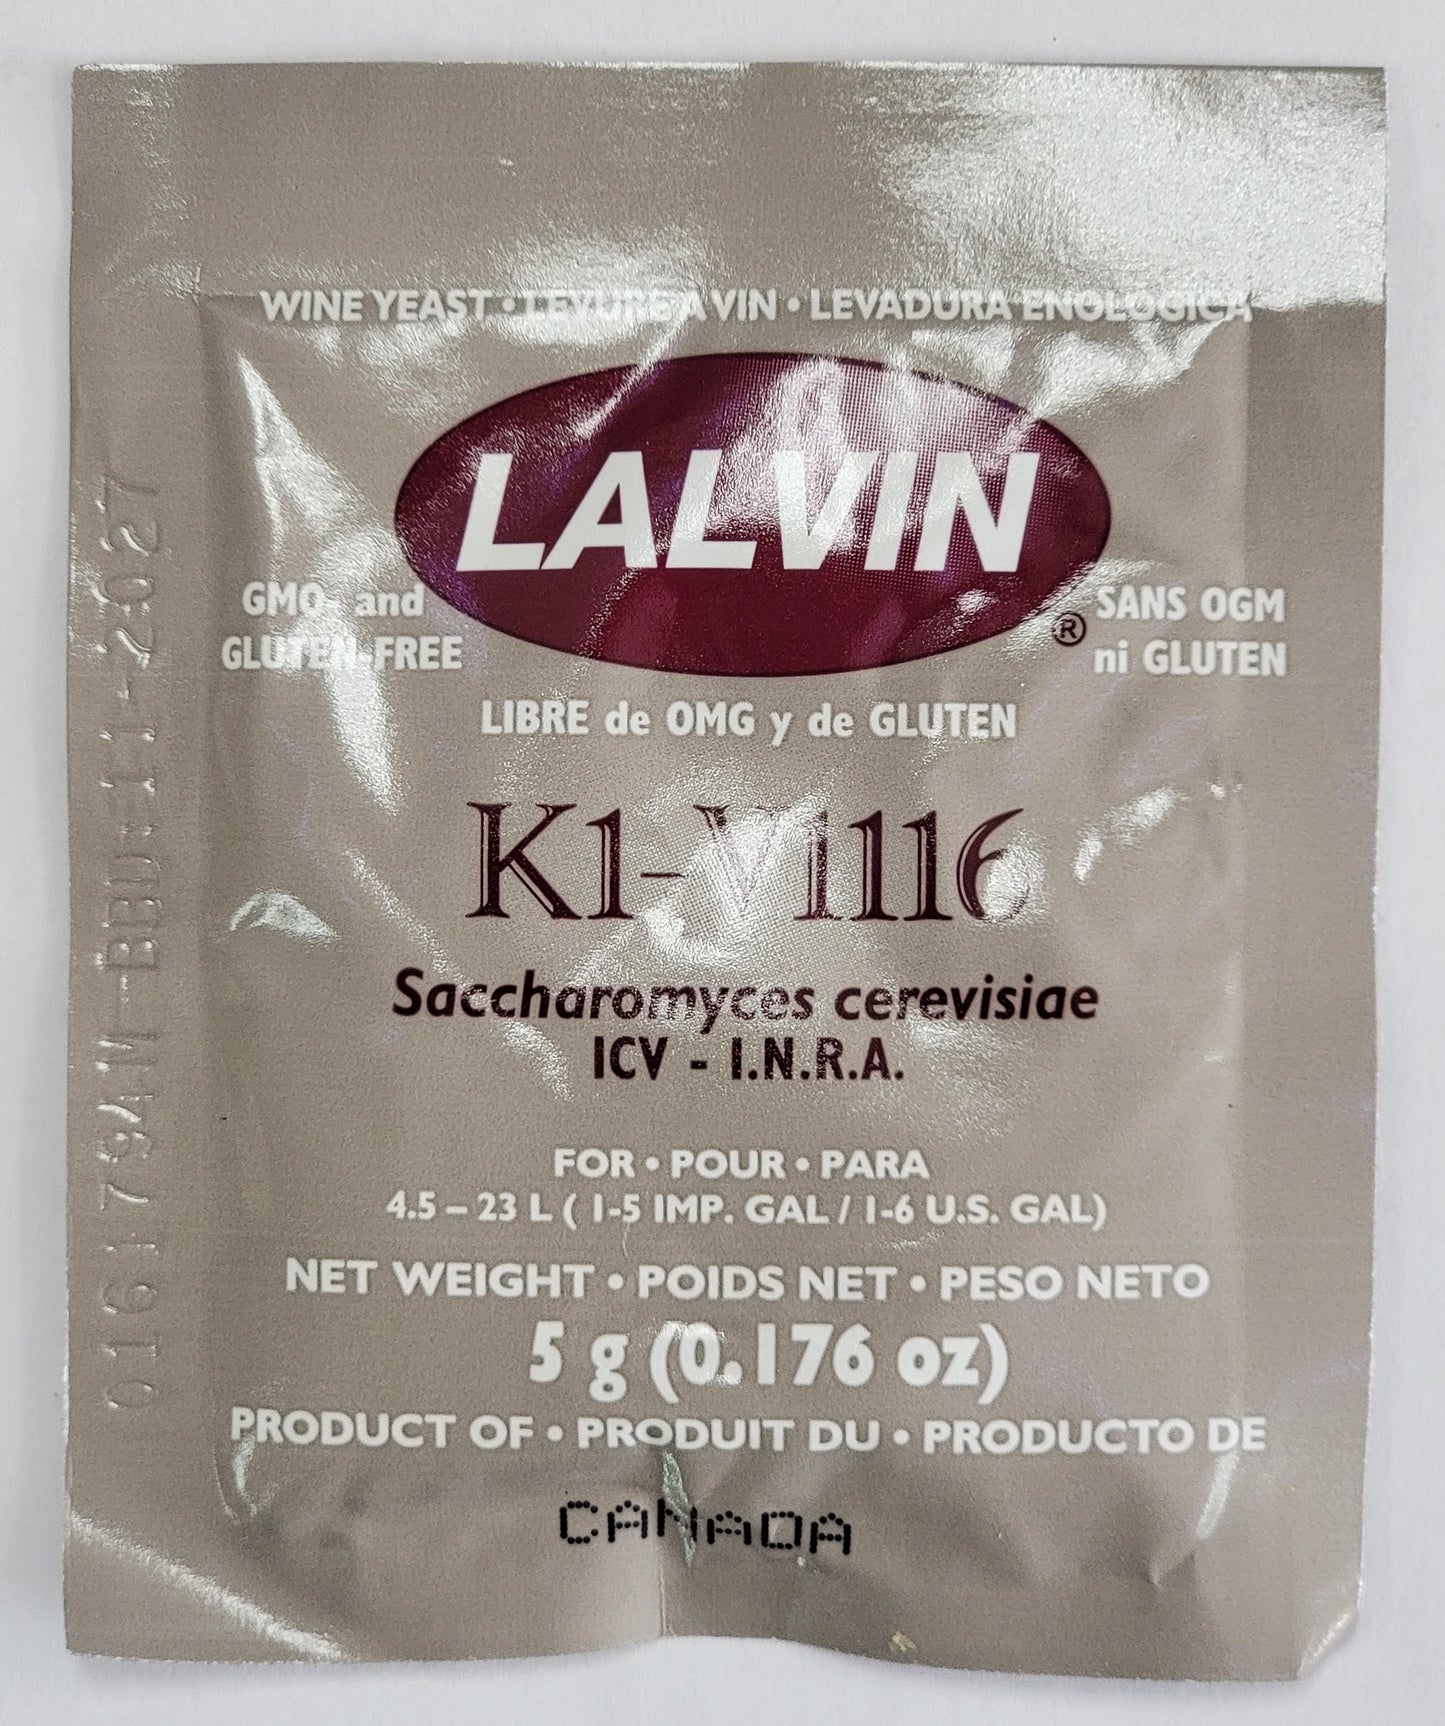 WINE YEAST • LEVURE A VIN • LEVADURA ENOLOGICA
LALVIN
®
GMO- and
GLUTEN-FREE
SANS OGM
ni GLUTEN
LIBRE de OMG y de GLUTEN
K1-V1116
Saccharomyces cerevisiae
ICV - I.N.R.A.
FOR • POUR • PARA
4.5 – 23 L ( 1-5 IMP. GAL / 1-6 U.S. GAL)
NET WEIGHT • POIDS NET • PESO NETO
5 g (0.176 oz)
PRODUCT OF • PRODUIT DU • PRODUCTO DE
CANADA
11-2027